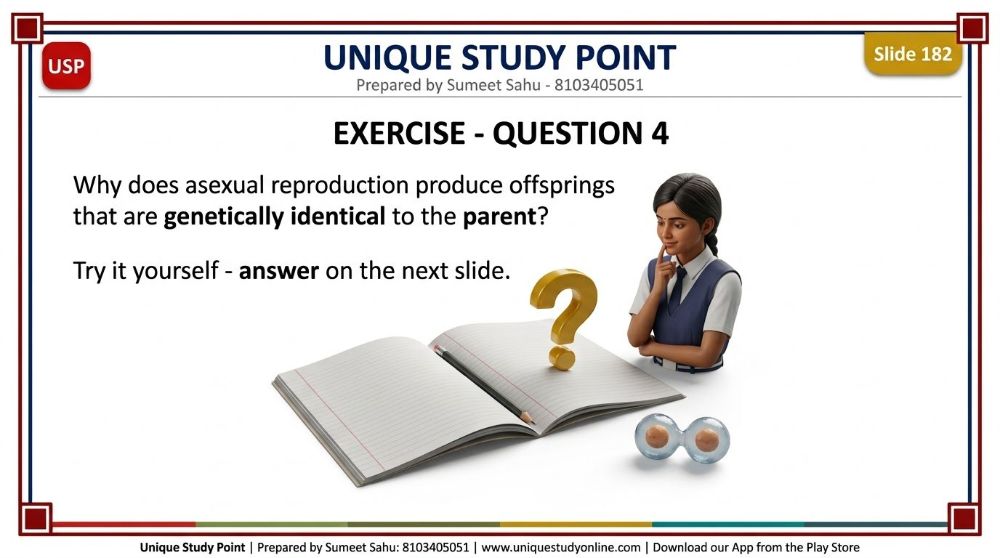 USP
UNIQUE STUDY POINT
Slide 182
Prepared by Sumeet Sahu - 8103405051
EXERCISE - QUESTION 4
Why does asexual reproduction produce offsprings
that are genetically identical to the parent?
Try it yourself - answer on the next slide.
?
Unique Study Point | Prepared by Sumeet Sahu: 8103405051 | www.uniquestudyonline.com | Download our App from the Play Store